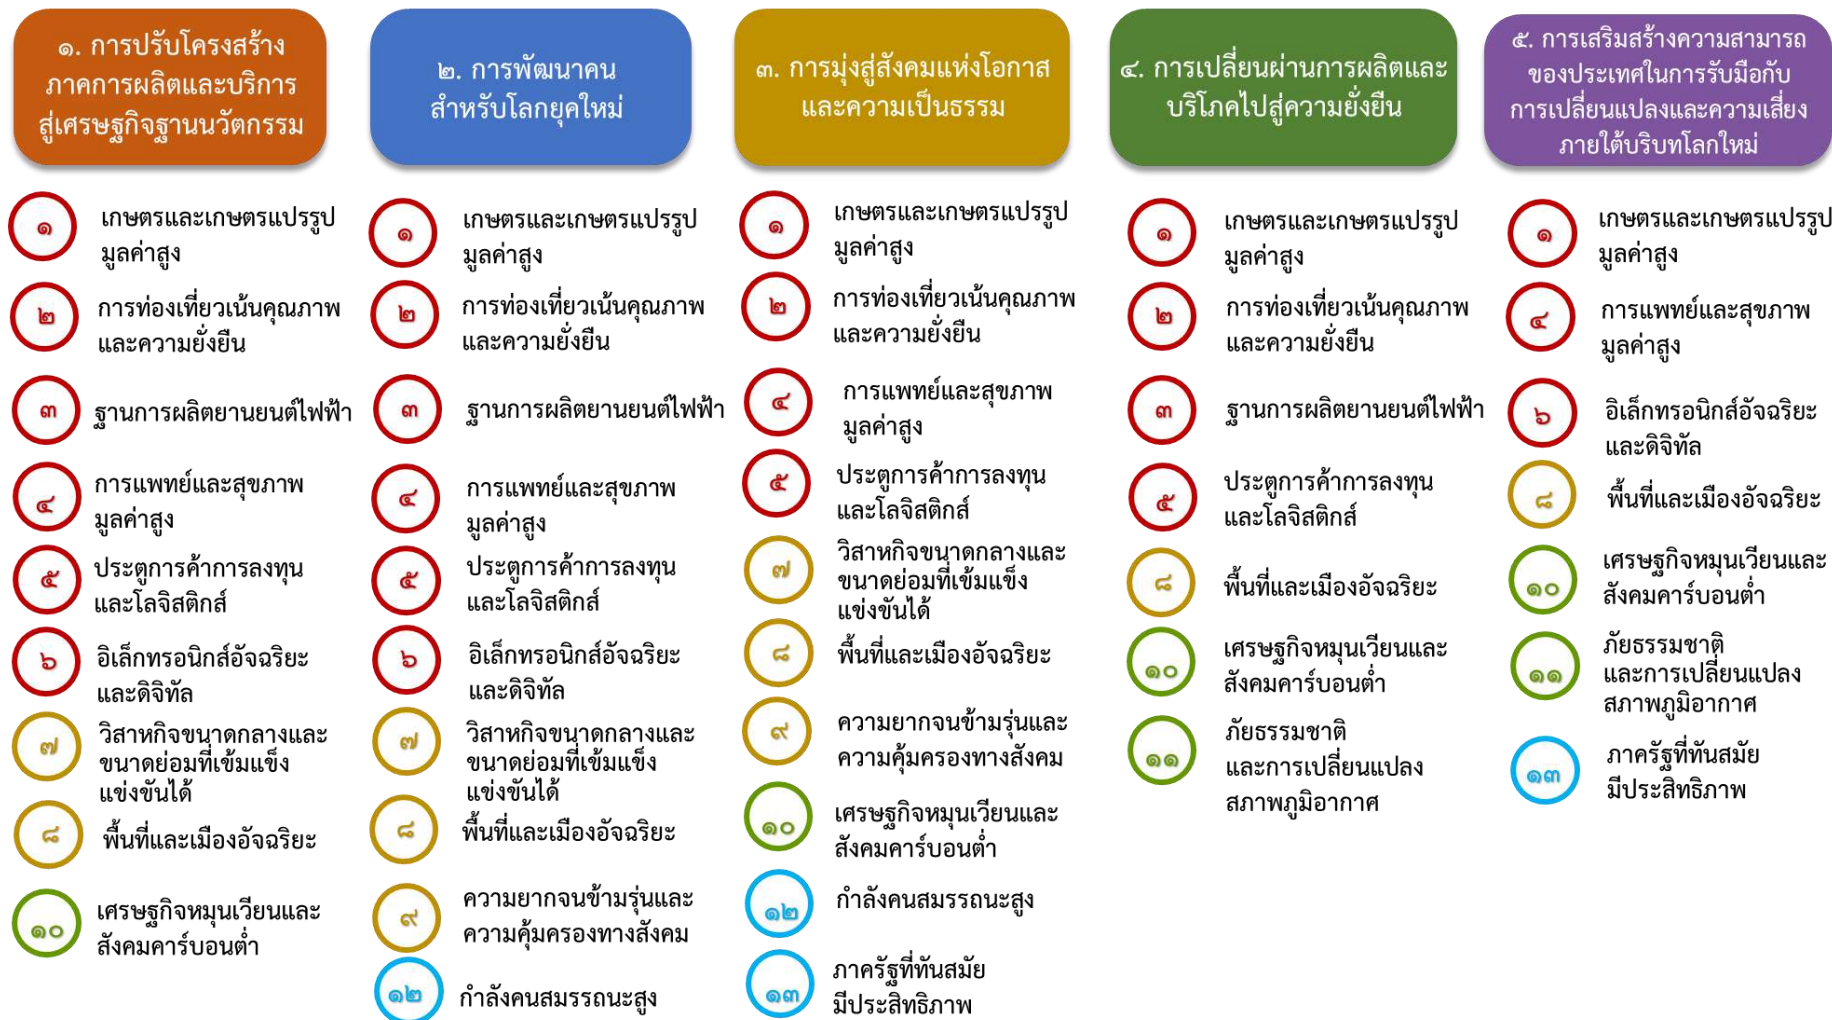 ๑. การปรับโครงสร้าง
ภาคการผลิตและบริการ
สู่เศรษฐกิจฐานนวัตกรรม
๑
เกษตรและเกษตรแปรรูป
มูลค่าสูง
๒
การท่องเที่ยวเน้นคุณภาพ
และความยั่งยืน
๓
ฐานการผลิตยานยนต์ไฟฟ้า
๔
การแพทย์และสุขภาพ
มูลค่าสูง
๕
ประตูการค้าการลงทุน
และโลจิสติกส์
๖
อิเล็กทรอนิกส์อัจฉริยะ
และดิจิทัล
๗
วิสาหกิจขนาดกลางและ
ขนาดย่อมที่เข้มแข็ง
แข่งขันได้
๘
พื้นที่และเมืองอัจฉริยะ
๑๐
เศรษฐกิจหมุนเวียนและ
สังคมคาร์บอนต่ำ
๒. การพัฒนาคน
สำหรับโลกยุคใหม่
๑
เกษตรและเกษตรแปรรูป
มูลค่าสูง
๒
การท่องเที่ยวเน้นคุณภาพ
และความยั่งยืน
๓
ฐานการผลิตยานยนต์ไฟฟ้า
๔
การแพทย์และสุขภาพ
มูลค่าสูง
๕
ประตูการค้าการลงทุน
และโลจิสติกส์
๖
อิเล็กทรอนิกส์อัจฉริยะ
และดิจิทัล
๗
วิสาหกิจขนาดกลางและ
ขนาดย่อมที่เข้มแข็ง
แข่งขันได้
๘
พื้นที่และเมืองอัจฉริยะ
๙
ความยากจนข้ามรุ่นและ
ความคุ้มครองทางสังคม
๑๒
กำลังคนสมรรถนะสูง
๓. การมุ่งสู่สังคมแห่งโอกาส
และความเป็นธรรม
๑
เกษตรและเกษตรแปรรูป
มูลค่าสูง
๒
การท่องเที่ยวเน้นคุณภาพ
และความยั่งยืน
๔
การแพทย์และสุขภาพ
มูลค่าสูง
๕
ประตูการค้าการลงทุน
และโลจิสติกส์
๗
วิสาหกิจขนาดกลางและ
ขนาดย่อมที่เข้มแข็ง
แข่งขันได้
๘
พื้นที่และเมืองอัจฉริยะ
๙
ความยากจนข้ามรุ่นและ
ความคุ้มครองทางสังคม
๑๐
เศรษฐกิจหมุนเวียนและ
สังคมคาร์บอนต่ำ
๑๒
กำลังคนสมรรถนะสูง
๑๓
ภาครัฐที่ทันสมัย
มีประสิทธิภาพ
๔. การเปลี่ยนผ่านการผลิตและ
บริโภคไปสู่ความยั่งยืน
๑
เกษตรและเกษตรแปรรูป
มูลค่าสูง
๒
การท่องเที่ยวเน้นคุณภาพ
และความยั่งยืน
๓
ฐานการผลิตยานยนต์ไฟฟ้า
๕
ประตูการค้าการลงทุน
และโลจิสติกส์
๘
พื้นที่และเมืองอัจฉริยะ
๑๐
เศรษฐกิจหมุนเวียนและ
สังคมคาร์บอนต่ำ
๑๑
ภัยธรรมชาติ
และการเปลี่ยนแปลง
สภาพภูมิอากาศ
๕. การเสริมสร้างความสามารถ
ของประเทศในการรับมือกับ
การเปลี่ยนแปลงและความเสี่ยง
ภายใต้บริบทโลกใหม่
๑
เกษตรและเกษตรแปรรูป
มูลค่าสูง
๔
การแพทย์และสุขภาพ
มูลค่าสูง
๖
อิเล็กทรอนิกส์อัจฉริยะ
และดิจิทัล
๘
พื้นที่และเมืองอัจฉริยะ
๑๐
เศรษฐกิจหมุนเวียนและ
สังคมคาร์บอนต่ำ
๑๑
ภัยธรรมชาติ
และการเปลี่ยนแปลง
สภาพภูมิอากาศ
๑๓
ภาครัฐที่ทันสมัย
มีประสิทธิภาพ